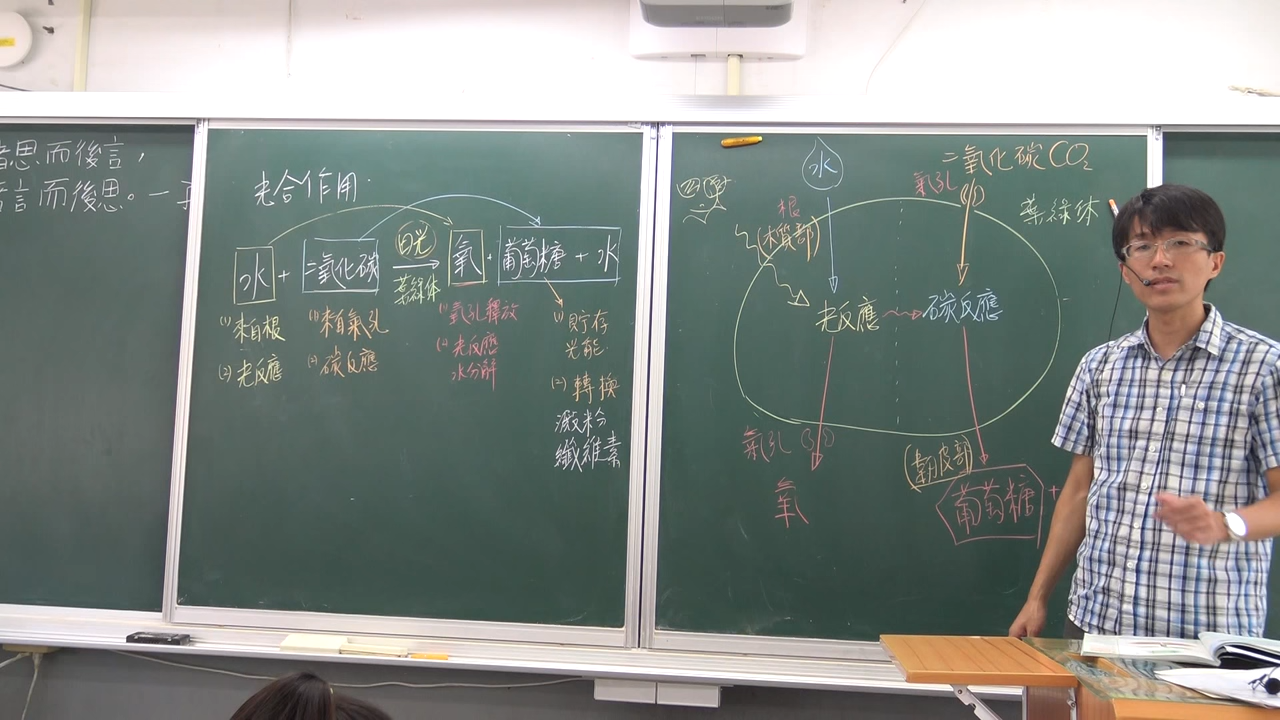 思而後言，
言而後思。一再
光合作用
水 + 二氧化碳 日光 葉綠体 氧 + 葡萄糖 + 水
(1) 來自根
(2) 光反應
(1) 來自氣孔
(2) 碳反應
(1) 氣孔釋放
(2) 光反應
水分解
(1) 貯存
光能
(2) 轉換
澱粉
纖維素
水
二氧化碳 CO₂
氣孔
葉綠体
根
(木質部)
光反應
碳反應
氣孔
氧
(韌皮部)
葡萄糖 +